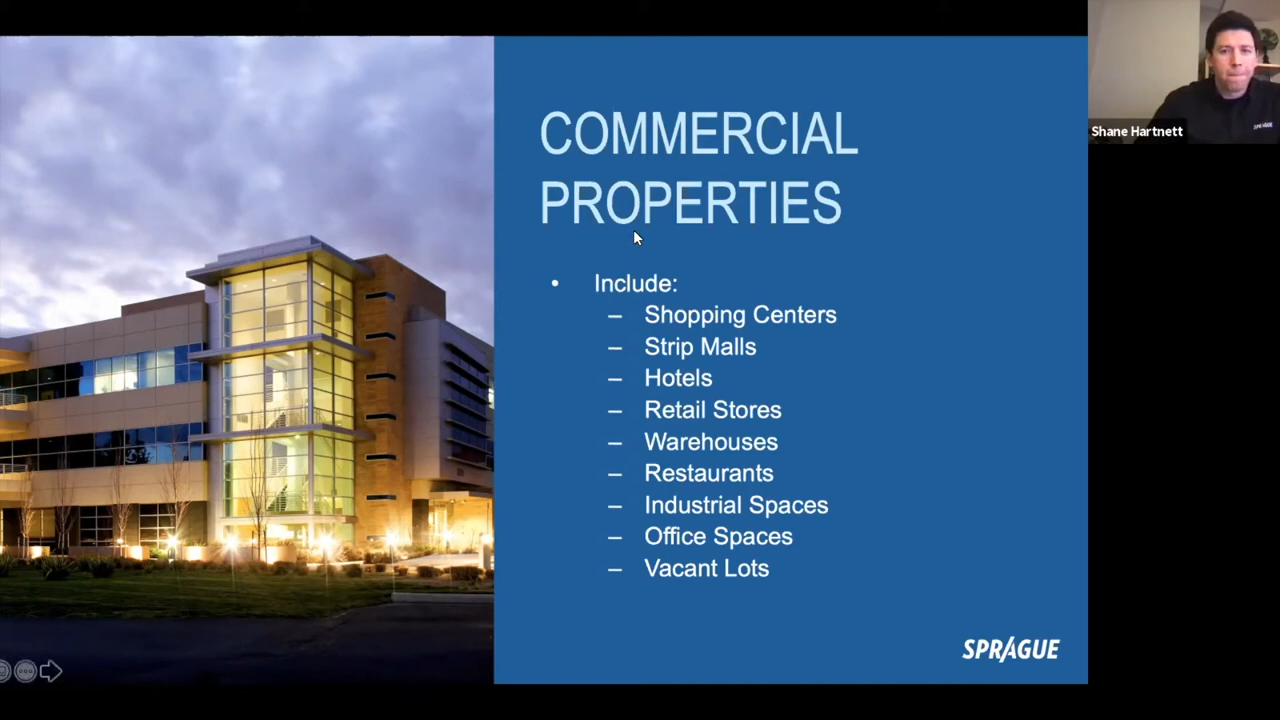 COMMERCIAL
PROPERTIES
• Include:
– Shopping Centers
– Strip Malls
– Hotels
– Retail Stores
– Warehouses
– Restaurants
– Industrial Spaces
– Office Spaces
– Vacant Lots
SPRAGUE
Shane Hartnett
SPRAGUE